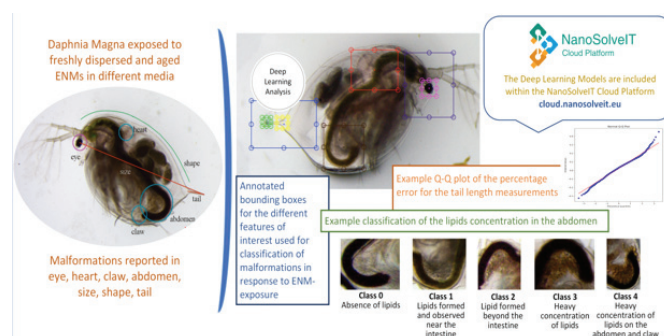 Daphnia Magna exposed to
freshly dispersed and aged
ENMs in different media
heart
eye
shape
size
tail
abdomen
claw
Malformations reported in
eye, heart, claw, abdomen,
size, shape, tail
Deep
Learning
Analysis
Annotated
bounding boxes
for the different
features of
interest used for
classification of
malformations in
response to ENM-
exposure
NanoSolveIT
Cloud Platform
The Deep Learning Models are included
within the NanoSolveIT Cloud Platform
cloud.nanosolveit.eu
Example Q-Q plot of the percentage
error for the tail length measurements
Example classification of the lipids concentration in the abdomen
Class 0
Absence of lipids
Class 1
Lipids formed
and observed
near the
intestine
Class 2
Lipid formed
beyond the
intestine
Class 3
Heavy
concentration
of lipids
Class 4
Heavy
concentration
of lipids on the
abdomen and claw